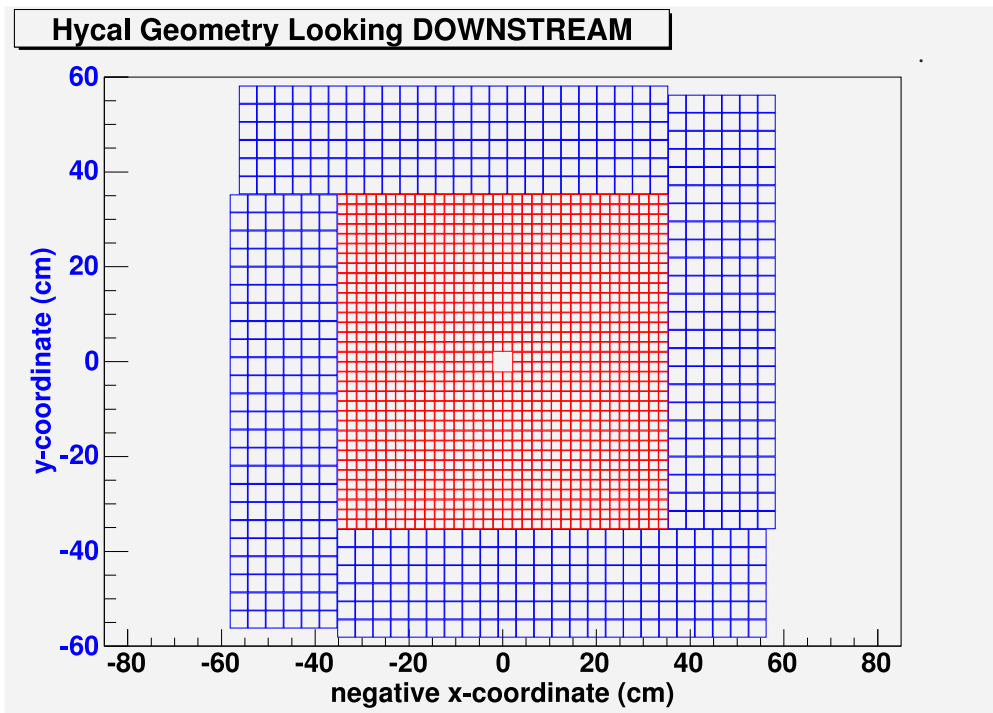 Hycal Geometry Looking DOWNSTREAM
60
40
20
0
-20
-40
-60
y-coordinate (cm)
-80 -60 -40 -20 0 20 40 60 80
negative x-coordinate (cm)